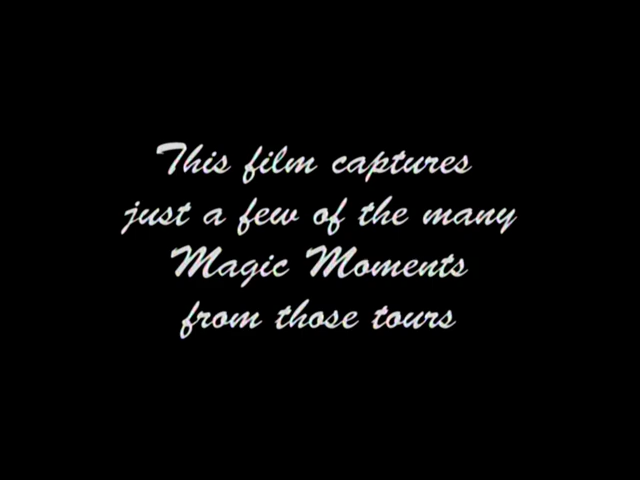 This film captures
just a few of the many
Magic Moments
from those tours